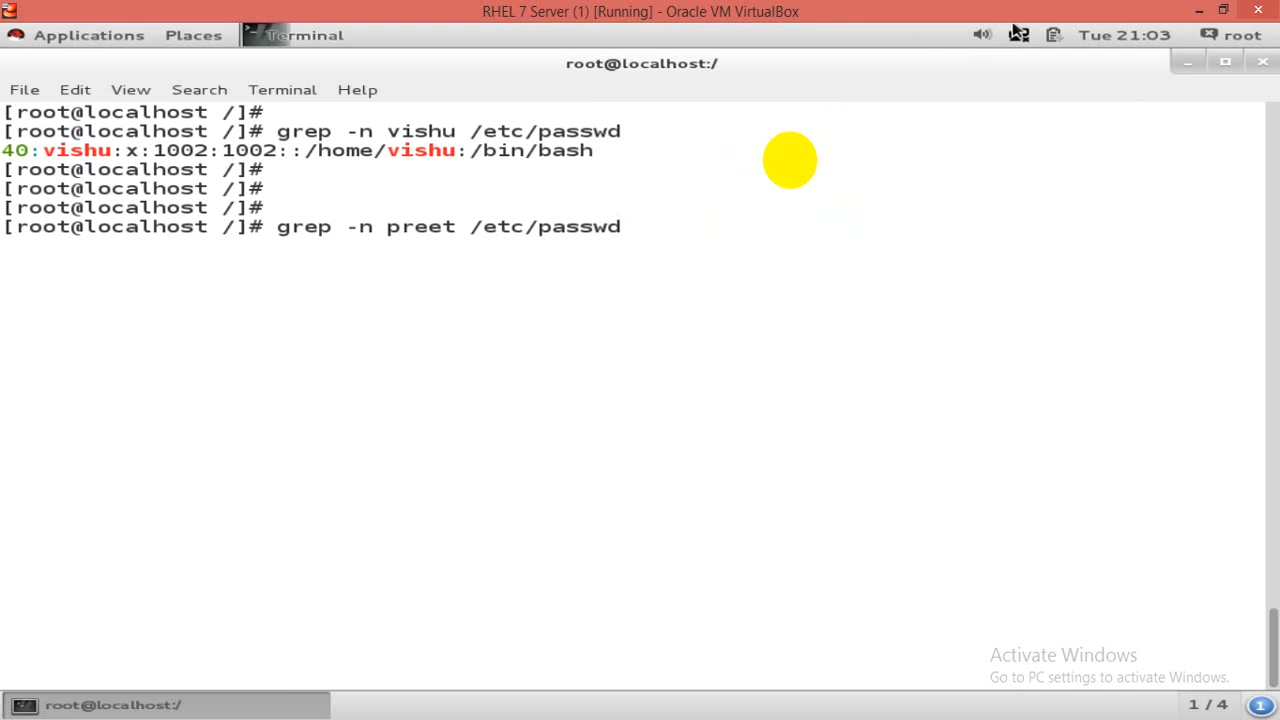 RHEL 7 Server (1) [Running] - Oracle VM VirtualBox
Applications Places Terminal Tue 21:03 root
root@localhost:/
File Edit View Search Terminal Help
[root@localhost /]#
[root@localhost /]# grep -n vishu /etc/passwd
40:vishu:x:1002:1002::/home/vishu:/bin/bash
[root@localhost /]#
[root@localhost /]#
[root@localhost /]#
[root@localhost /]# grep -n preet /etc/passwd
Activate Windows
Go to PC settings to activate Windows.
root@localhost:/ 1 / 4 1